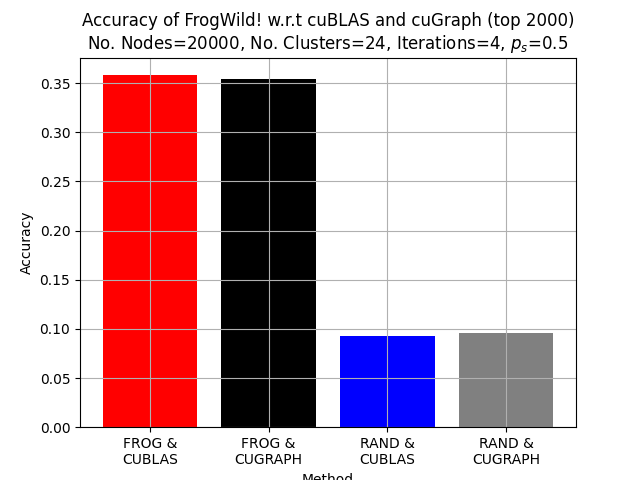 Accuracy of FrogWild! w.r.t cuBLAS and cuGraph (top 2000)
No. Nodes=20000, No. Clusters=24, Iterations=4, pₛ=0.5
Accuracy
0.35
0.30
0.25
0.20
0.15
0.10
0.05
0.00
FROG &
CUBLAS
FROG &
CUGRAPH
RAND &
CUBLAS
RAND &
CUGRAPH
Method